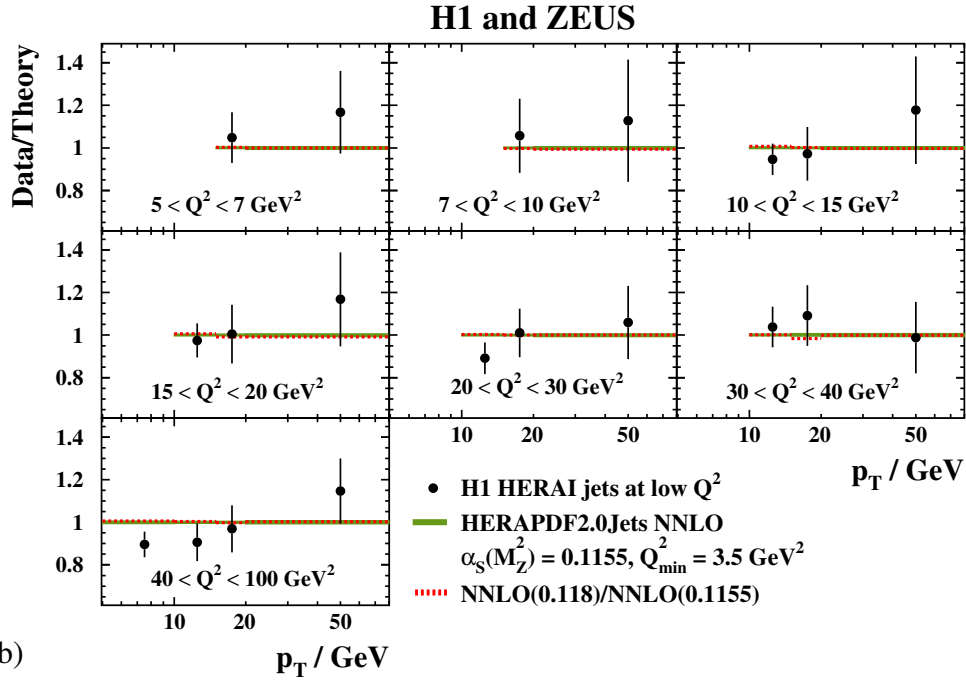 H1 and ZEUS
Data/Theory
1.4
1.2
1
0.8
5 < Q² < 7 GeV²
7 < Q² < 10 GeV²
10 < Q² < 15 GeV²
1.4
1.2
1
0.8
15 < Q² < 20 GeV²
20 < Q² < 30 GeV²
30 < Q² < 40 GeV²
10 20 50
10 20 50
p_T / GeV
1.4
1.2
1
0.8
40 < Q² < 100 GeV²
10 20 50
p_T / GeV
H1 HERAI jets at low Q²
HERAPDF2.0Jets NNLO
α_S(M_Z²) = 0.1155, Q²_min = 3.5 GeV²
NNLO(0.118)/NNLO(0.1155)
b)